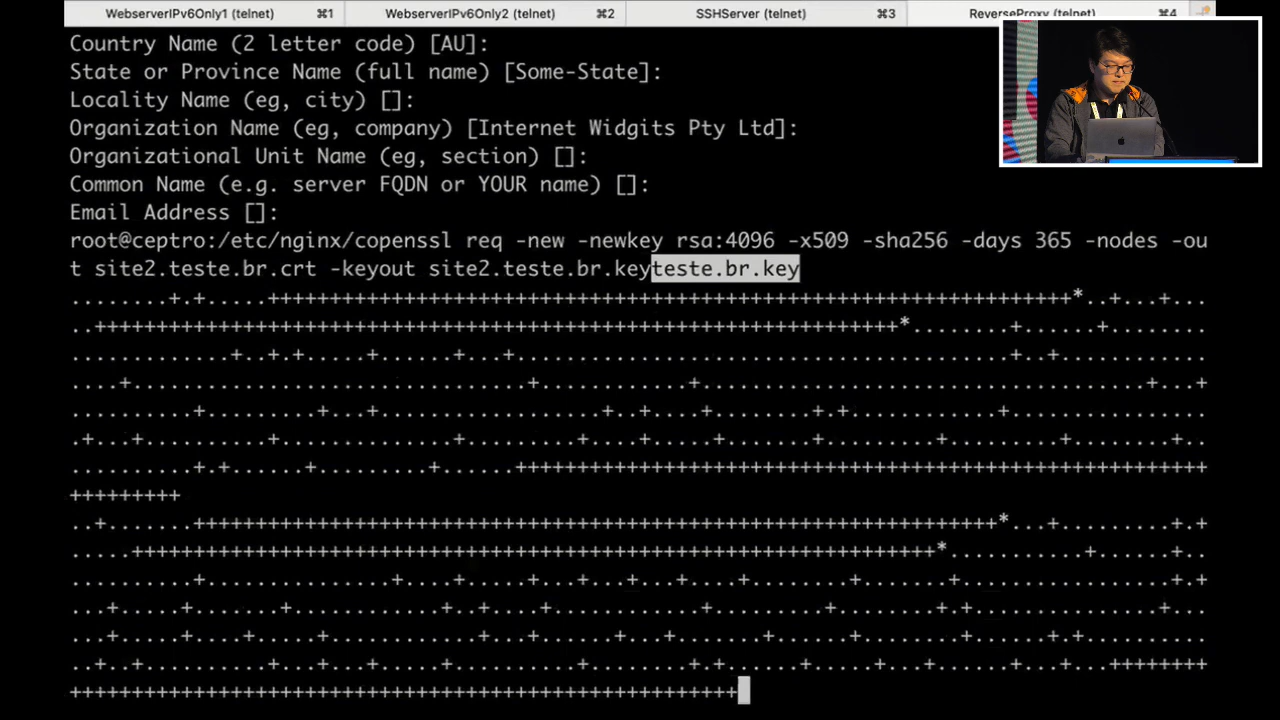 WebserverIPv6Only1 (telnet) ⌘1 WebserverIPv6Only2 (telnet) ⌘2 SSHServer (telnet) ⌘3 ReverseProxy (telnet) ⌘4
Country Name (2 letter code) [AU]:
State or Province Name (full name) [Some-State]:
Locality Name (eg, city) []:
Organization Name (eg, company) [Internet Widgits Pty Ltd]:
Organizational Unit Name (eg, section) []:
Common Name (e.g. server FQDN or YOUR name) []:
Email Address []:
root@ceptro:/etc/nginx/copenssl req -new -newkey rsa:4096 -x509 -sha256 -days 365 -nodes -ou
t site2.teste.br.crt -keyout site2.teste.br.keyteste.br.key